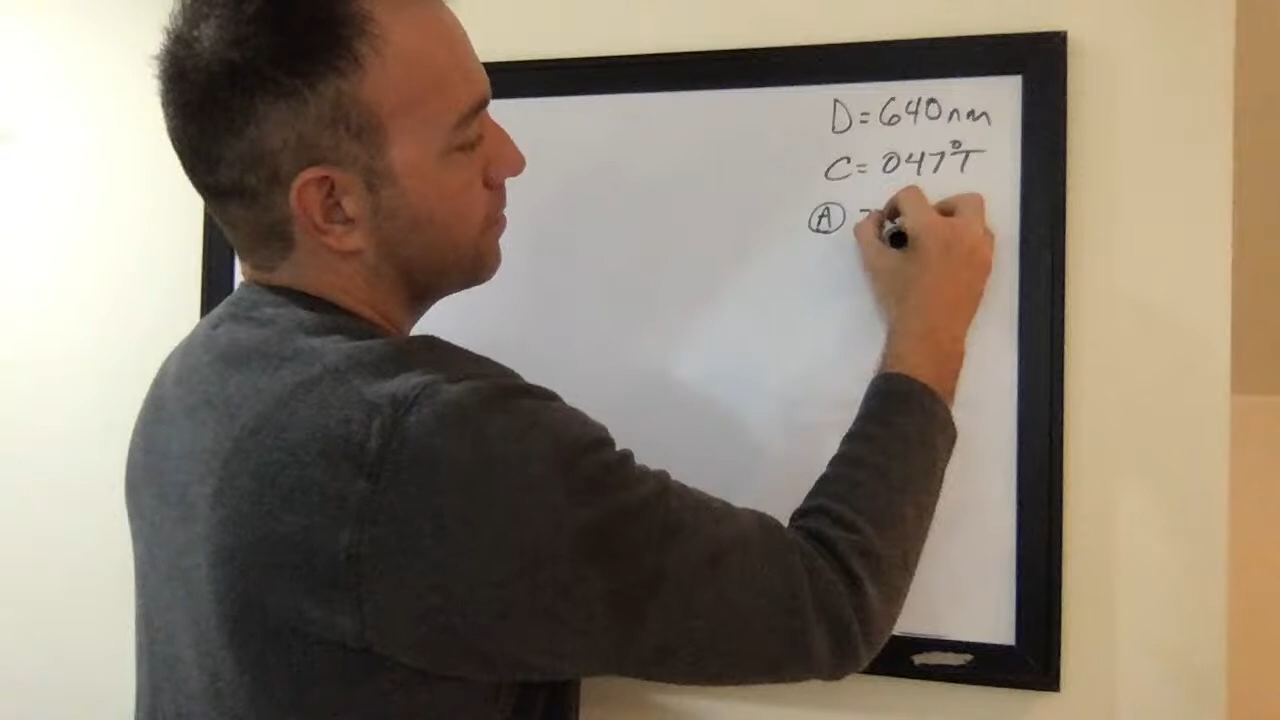 D = 640nm
C = 047°T
Ⓐ